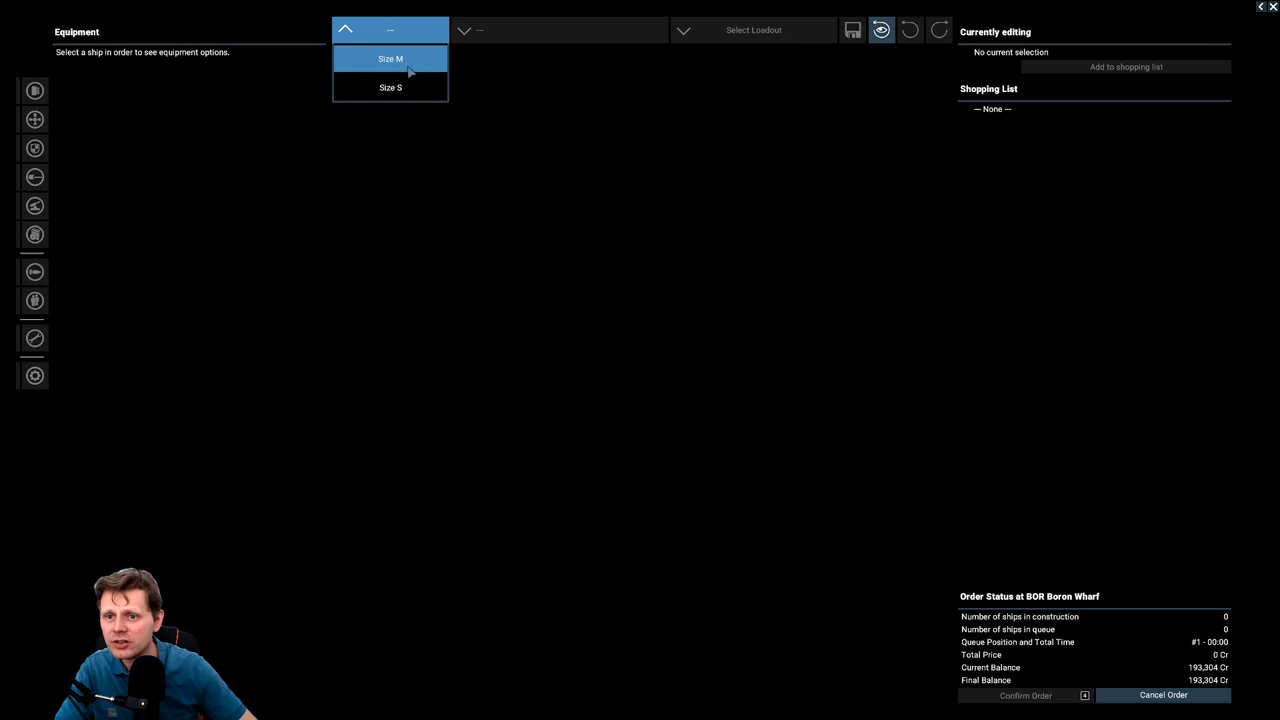 Equipment
Select a ship in order to see equipment options.
—
Size M
Size S
—
Select Loadout
Currently editing
No current selection
Add to shopping list
Shopping List
— None —
Order Status at BOR Boron Wharf
Number of ships in construction 0
Number of ships in queue 0
Queue Position and Total Time #1 - 00:00
Total Price 0 Cr
Current Balance 193,304 Cr
Final Balance 193,304 Cr
Confirm Order 4
Cancel Order